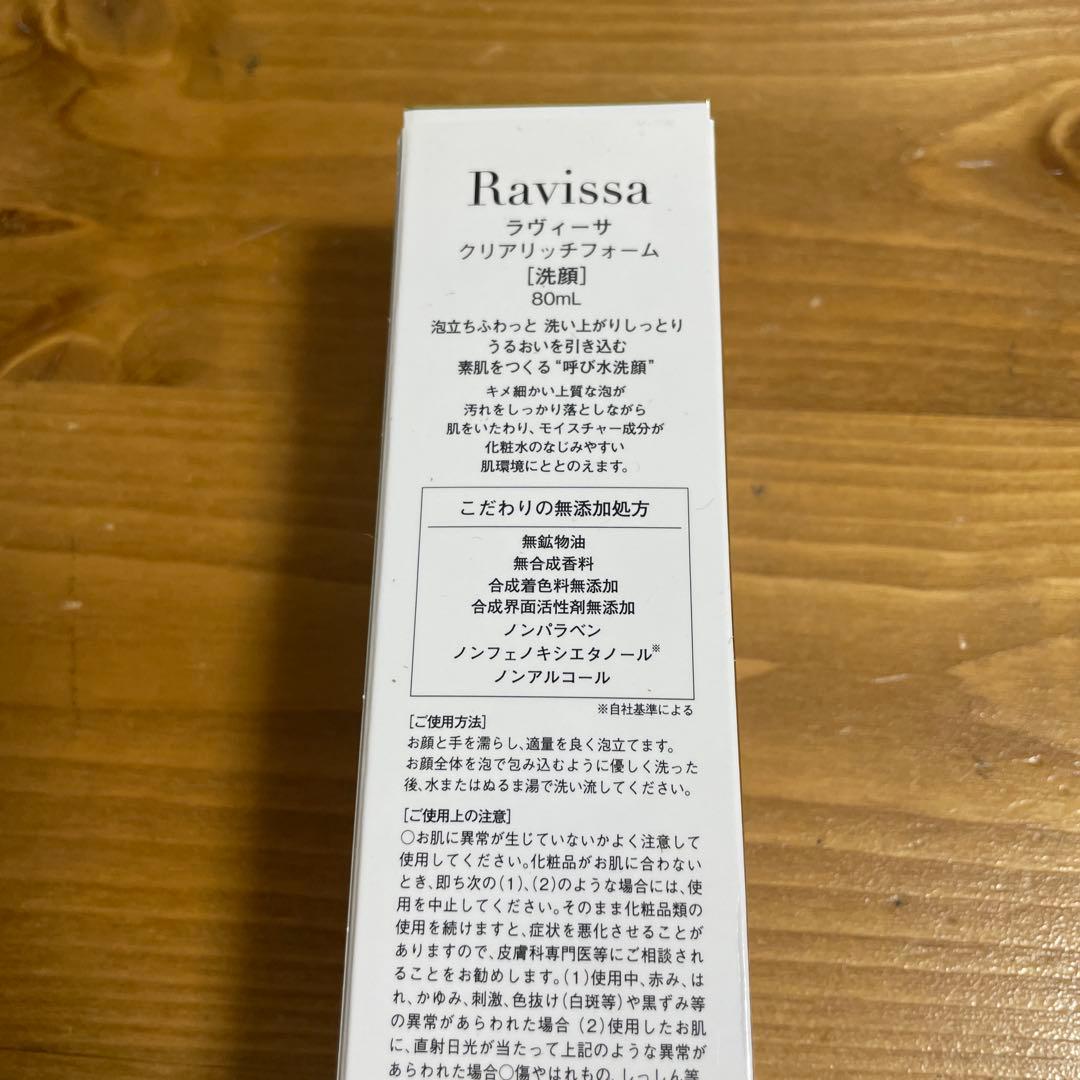 Ravissa
ラヴィーサ
クリアリッチフォーム
[洗顔]
80mL
泡立ちふわっと 洗い上がりしっとり
うるおいを引き込む
素肌をつくる“呼び水洗顔”
キメ細かい上質な泡が
汚れをしっかり落としながら
肌をいたわり、モイスチャー成分が
化粧水のなじみやすい
肌環境にととのえます。
こだわりの無添加処方
無鉱物油
無合成香料
合成着色料無添加
合成界面活性剤無添加
ノンパラベン
ノンフェノキシエタノール※
ノンアルコール
※自社基準による
[ご使用方法]
お顔と手を濡らし、適量を良く泡立てます。
お顔全体を泡で包み込むように優しく洗った
後、水またはぬるま湯で洗い流してください。
[ご使用上の注意]
○お肌に異常が生じていないかよく注意して
使用してください。化粧品がお肌に合わない
とき、即ち次の(1)、(2)のような場合には、使
用を中止してください。そのまま化粧品類の
使用を続けますと、症状を悪化させることが
ありますので、皮膚科専門医等にご相談され
ることをお勧めします。(1)使用中、赤み、は
れ、かゆみ、刺激、色抜け(白斑等)や黒ずみ等
の異常があらわれた場合 (2)使用したお肌
に、直射日光が当たって上記のような異常が
あらわれた場合○傷やはれもの、しっしん等